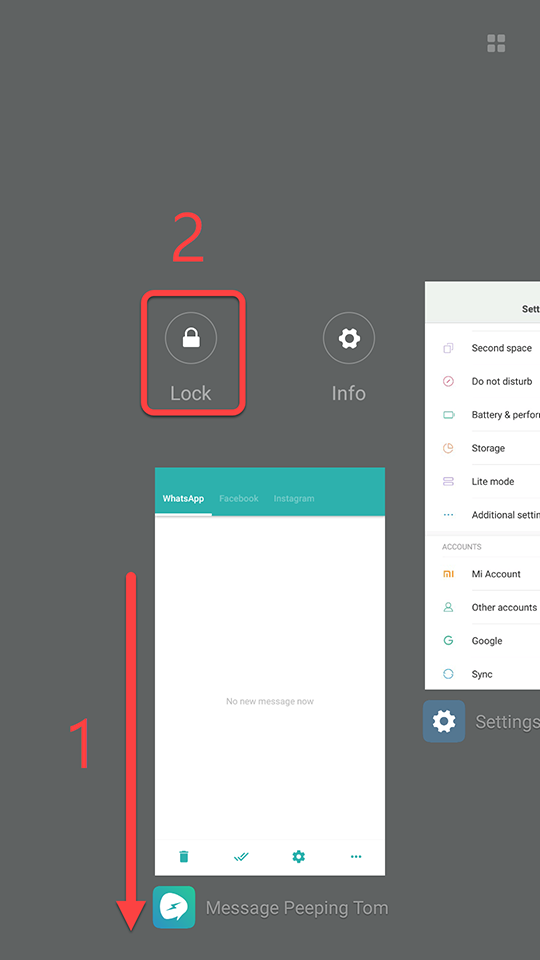 2
Lock
Info
WhatsApp
Facebook
Instagram
No new message now
1
Message Peeping Tom
Sett
Second space
Do not disturb
Battery & perfor
Storage
Lite mode
Additional settin
ACCOUNTS
Mi Account
Other accounts
Google
Sync
Settings